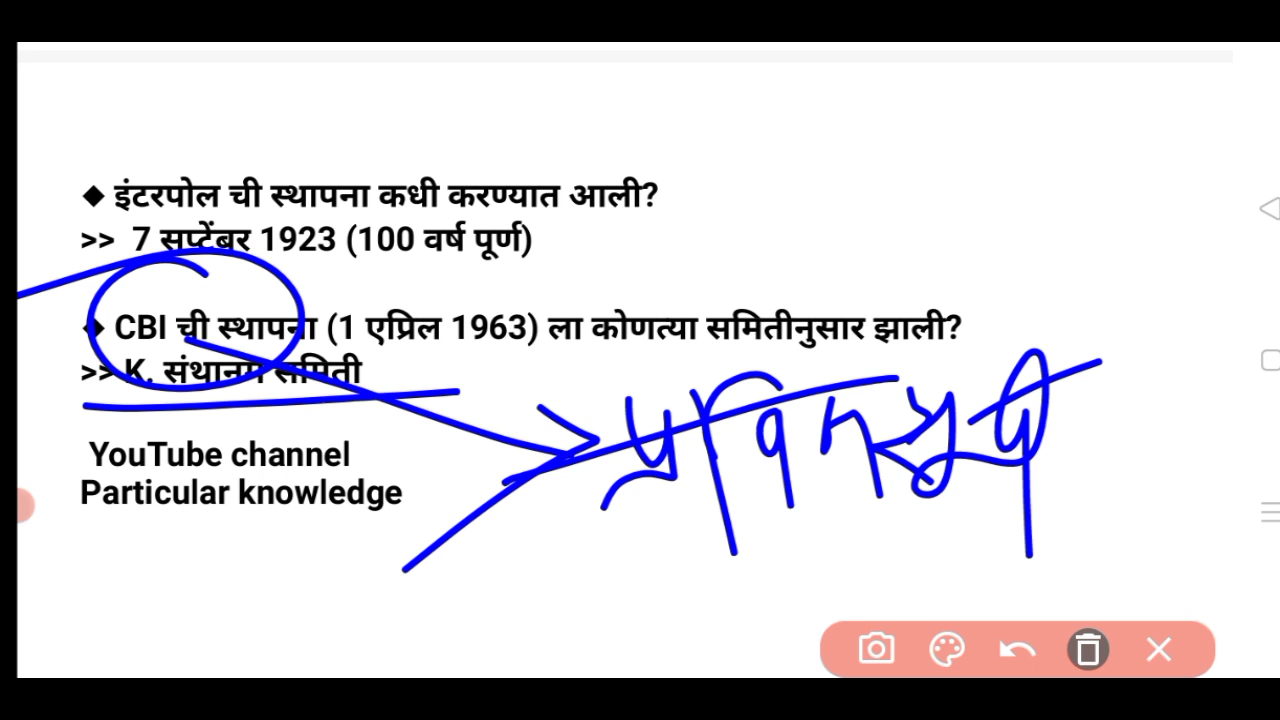 ◆ इंटरपोल ची स्थापना कधी करण्यात आली?
>> 7 सप्टेंबर 1923 (100 वर्ष पूर्ण)
◆ CBI ची स्थापना (1 एप्रिल 1963) ला कोणत्या समितीनुसार झाली?
>> K. संथानम समिती
YouTube channel
Particular knowledge